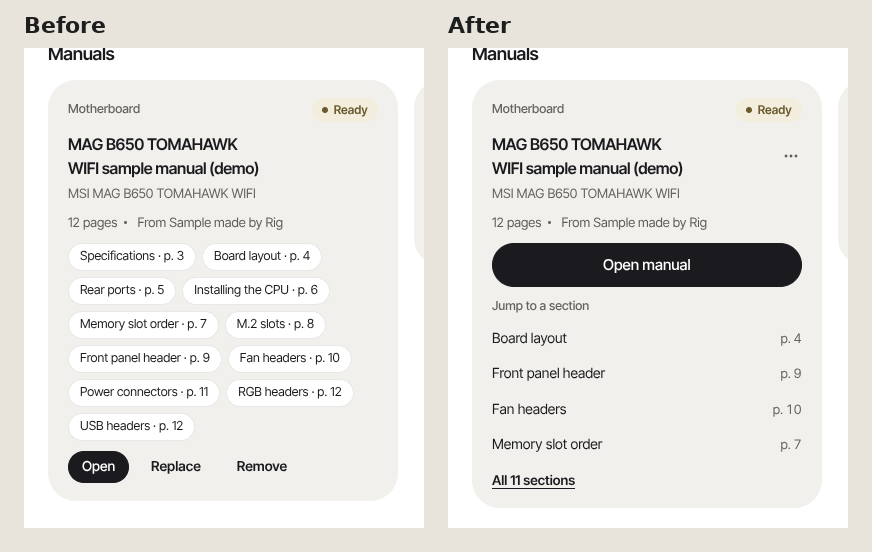 Before
Manuals
Motherboard
Ready
MAG B650 TOMAHAWK
WIFI sample manual (demo)
MSI MAG B650 TOMAHAWK WIFI
12 pages • From Sample made by Rig
Specifications · p. 3
Board layout · p. 4
Rear ports · p. 5
Installing the CPU · p. 6
Memory slot order · p. 7
M.2 slots · p. 8
Front panel header · p. 9
Fan headers · p. 10
Power connectors · p. 11
RGB headers · p. 12
USB headers · p. 12
Open
Replace
Remove
After
Manuals
Motherboard
Ready
MAG B650 TOMAHAWK
WIFI sample manual (demo)
...
MSI MAG B650 TOMAHAWK WIFI
12 pages • From Sample made by Rig
Open manual
Jump to a section
Board layout p. 4
Front panel header p. 9
Fan headers p. 10
Memory slot order p. 7
All 11 sections